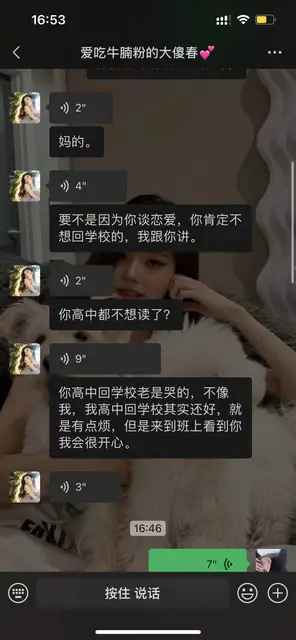 16:53
爱吃牛腩粉的大傻春💕
2"
妈的。
4"
要不是因为你谈恋爱，你肯定不
想回学校的，我跟你讲。
2"
你高中都不想读了？
9"
你高中回学校老是哭的，不像
我，我高中回学校其实还好，就
是有点烦，但是来到班上看到你
我会很开心。
3"
16:46
7"
按住 说话